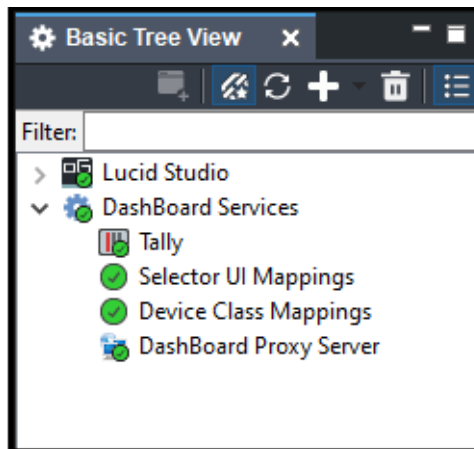 Basic Tree View
Filter:
Lucid Studio
DashBoard Services
Tally
Selector UI Mappings
Device Class Mappings
DashBoard Proxy Server